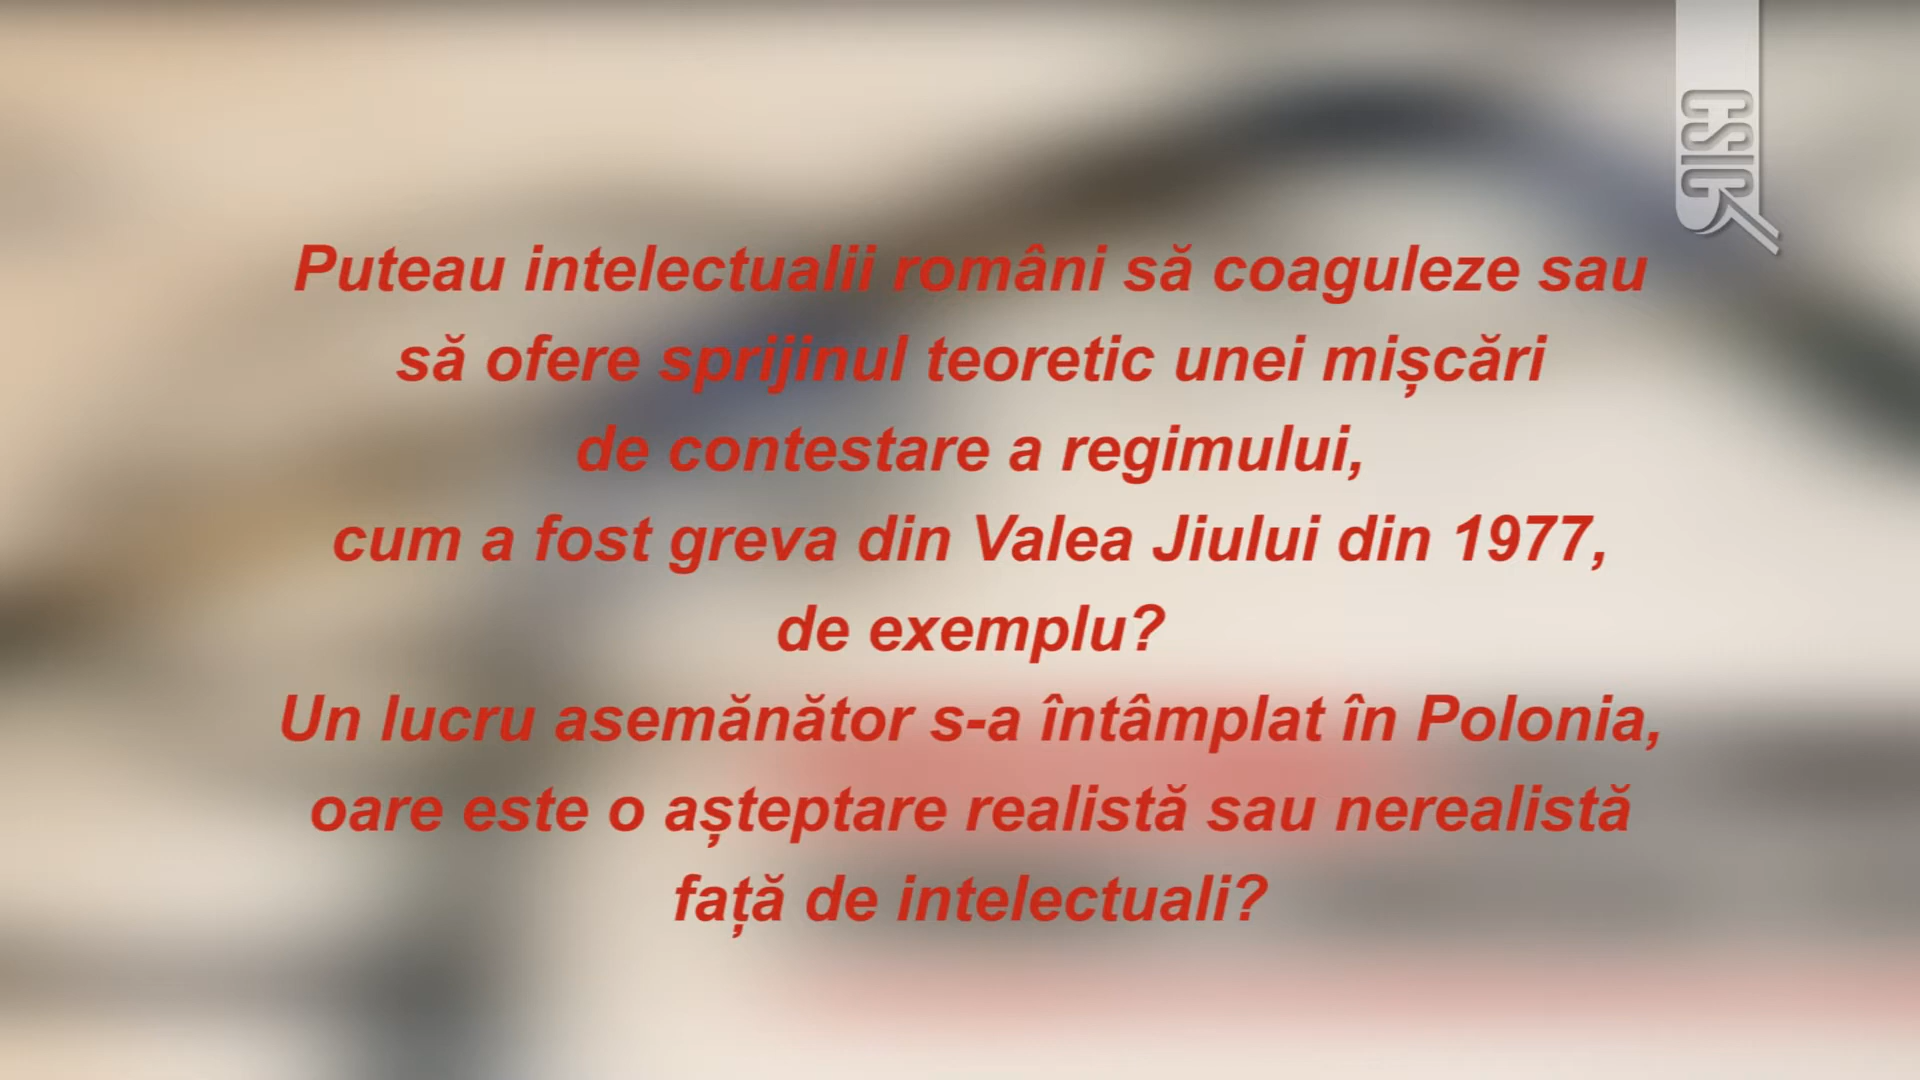 Puteau intelectualii români să coaguleze sau
să ofere sprijinul teoretic unei mișcări
de contestare a regimului,
cum a fost greva din Valea Jiului din 1977,
de exemplu?
Un lucru asemănător s-a întâmplat în Polonia,
oare este o așteptare realistă sau nerealistă
față de intelectuali?